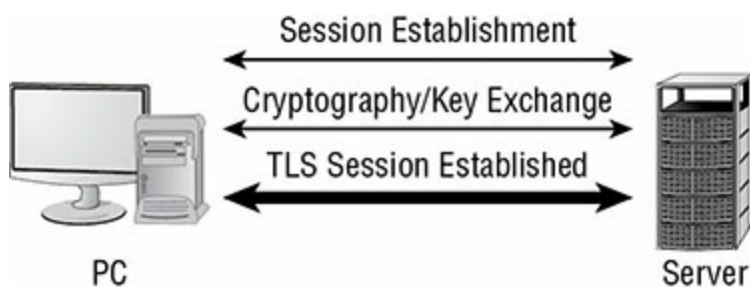 Session Establishment
Cryptography/Key Exchange
TLS Session Established
PC
Server